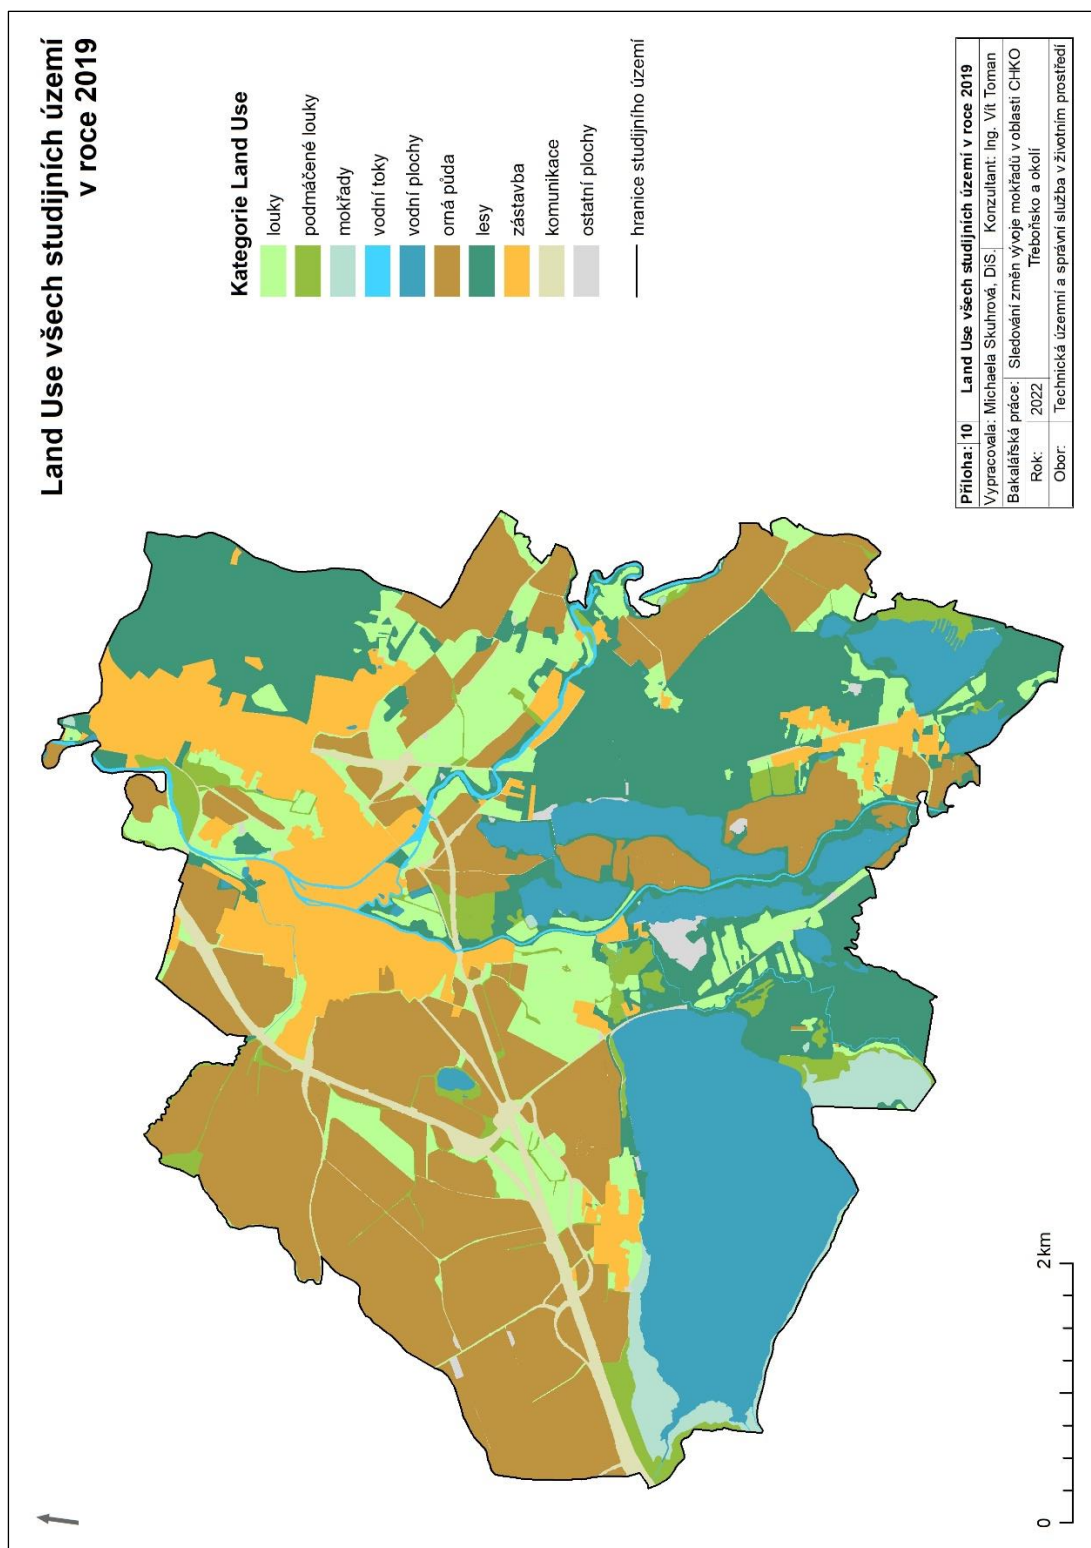 Land Use všech studijních území
v roce 2019
Kategorie Land Use
louky
podmáčené louky
mokřady
vodní toky
vodní plochy
orná půda
lesy
zástavba
komunikace
ostatní plochy
hranice studijního území
0 2km
Příloha: 10 Land Use všech studijních území v roce 2019
Vypracovala: Michaela Skuhrová, DiS. Konzultant: Ing. Vít Toman
Bakalářská práce: Sledování změn vývoje mokřadů v oblasti CHKO
Třeboňsko a okolí
Rok: 2022
Obor: Technická územní a správní služba v životním prostředí